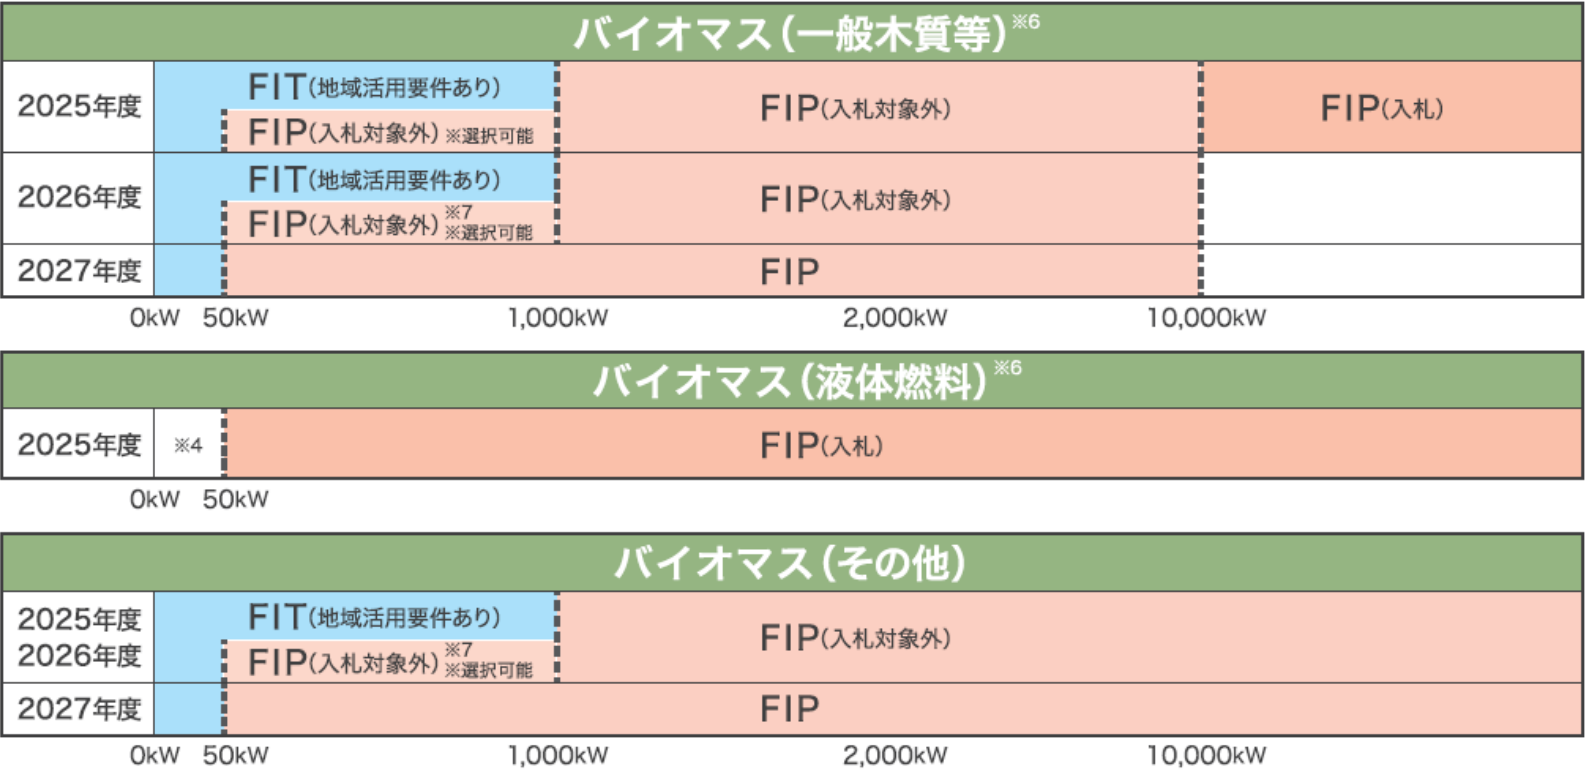 バイオマス（一般木質等）※6
2025年度
FIT（地域活用要件あり）
FIP（入札対象外）※選択可能
FIP（入札対象外）
FIP（入札）
2026年度
FIT（地域活用要件あり）
FIP（入札対象外）※7 ※選択可能
FIP（入札対象外）
2027年度
FIP
0kW 50kW 1,000kW 2,000kW 10,000kW
バイオマス（液体燃料）※6
2025年度 ※4 FIP（入札）
0kW 50kW
バイオマス（その他）
2025年度
2026年度
FIT（地域活用要件あり）
FIP（入札対象外）※7 ※選択可能
FIP（入札対象外）
2027年度
FIP
0kW 50kW 1,000kW 2,000kW 10,000kW